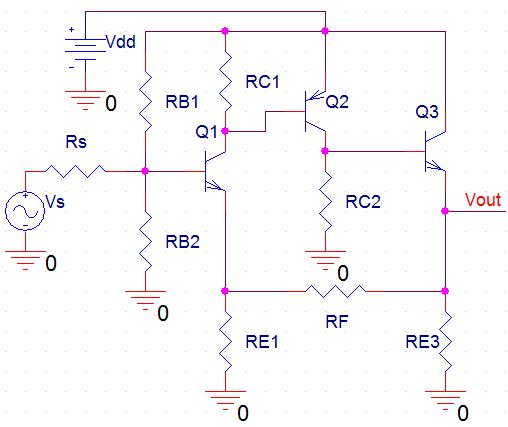 +
Vdd
-
0
RB1
RC1
Q2
Q3
Q1
Rs
+
Vs
-
0
RB2
0
RC2
0
Vout
RF
RE1
0
RE3
0